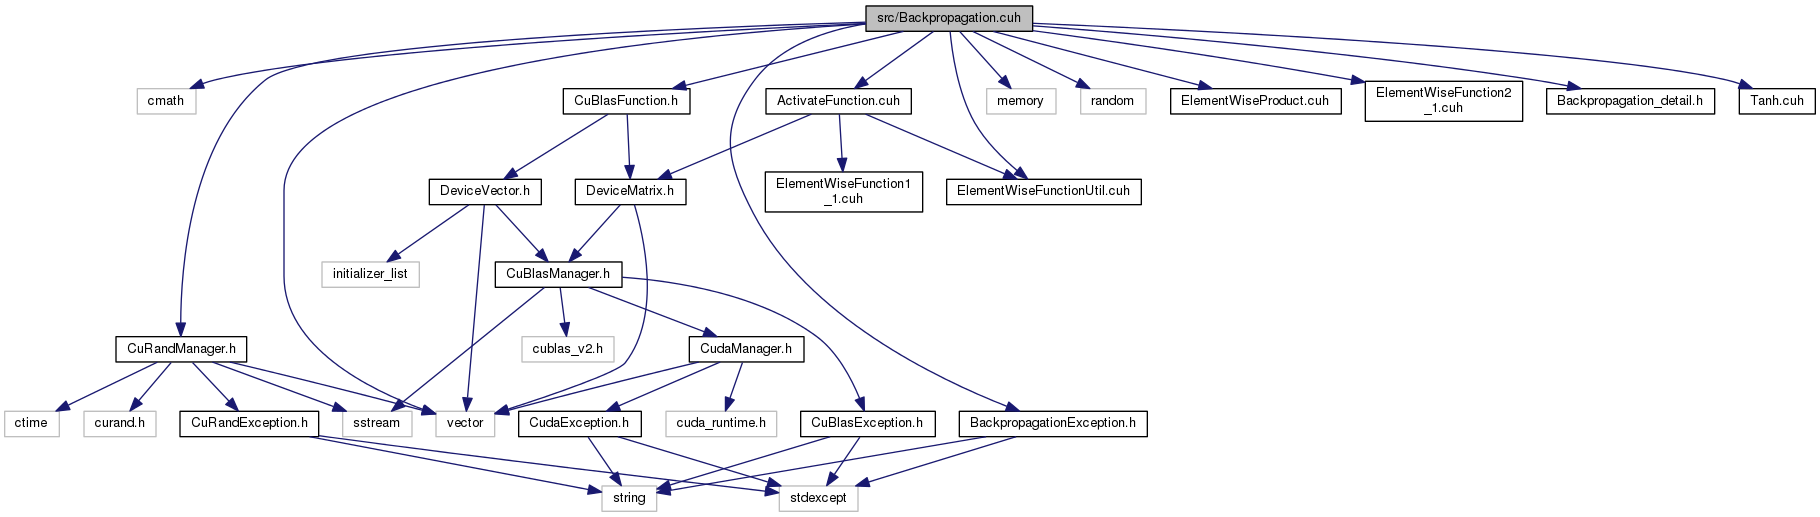 src/Backpropagation.cuh
cmath
CuBlasFunction.h
ActivateFunction.cuh
memory
random
ElementWiseProduct.cuh
ElementWiseFunction2
_1.cuh
Backpropagation_detail.h
Tanh.cuh
DeviceVector.h
DeviceMatrix.h
ElementWiseFunction1
_1.cuh
ElementWiseFunctionUtil.cuh
initializer_list
CuBlasManager.h
CuRandManager.h
cublas_v2.h
CudaManager.h
ctime
curand.h
CuRandException.h
sstream
vector
CudaException.h
cuda_runtime.h
CuBlasException.h
BackpropagationException.h
string
stdexcept